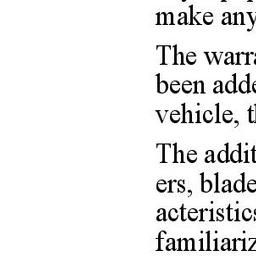 make any
The warra
been adde
vehicle, t
The addit
ers, blade
acteristics
familiariz